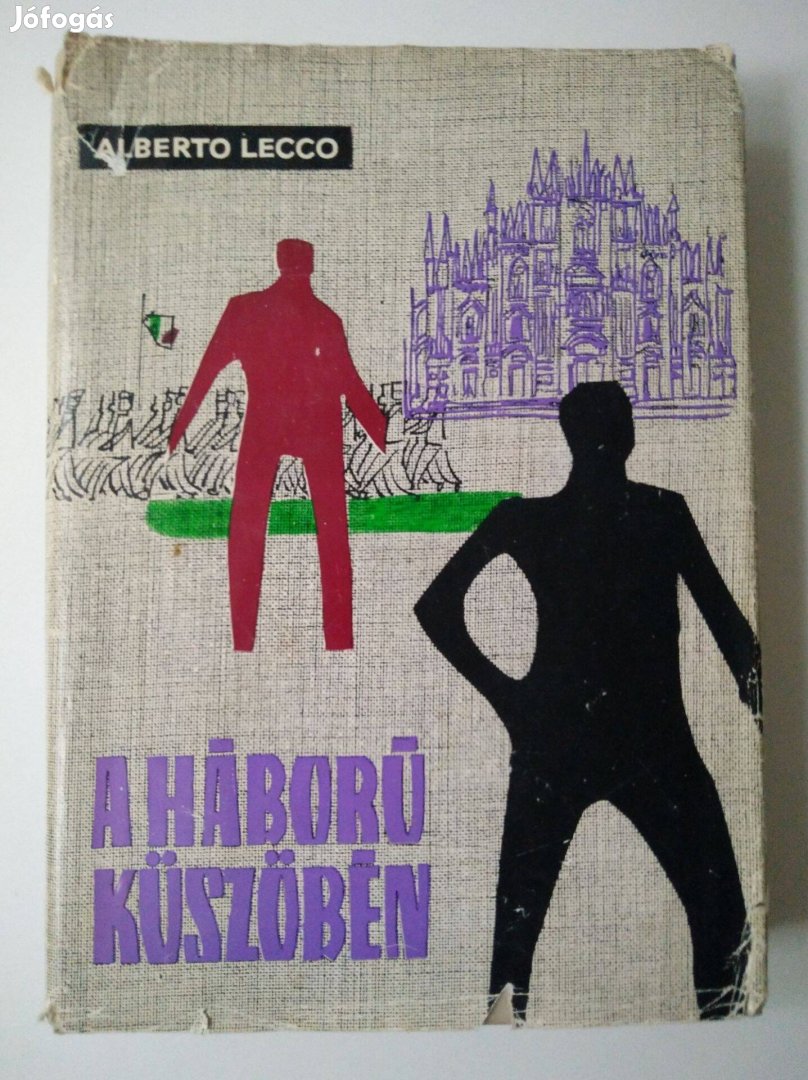 Jófogás
ALBERTO LECCO
A HÁBORÚ
KÜSZÖBÉN